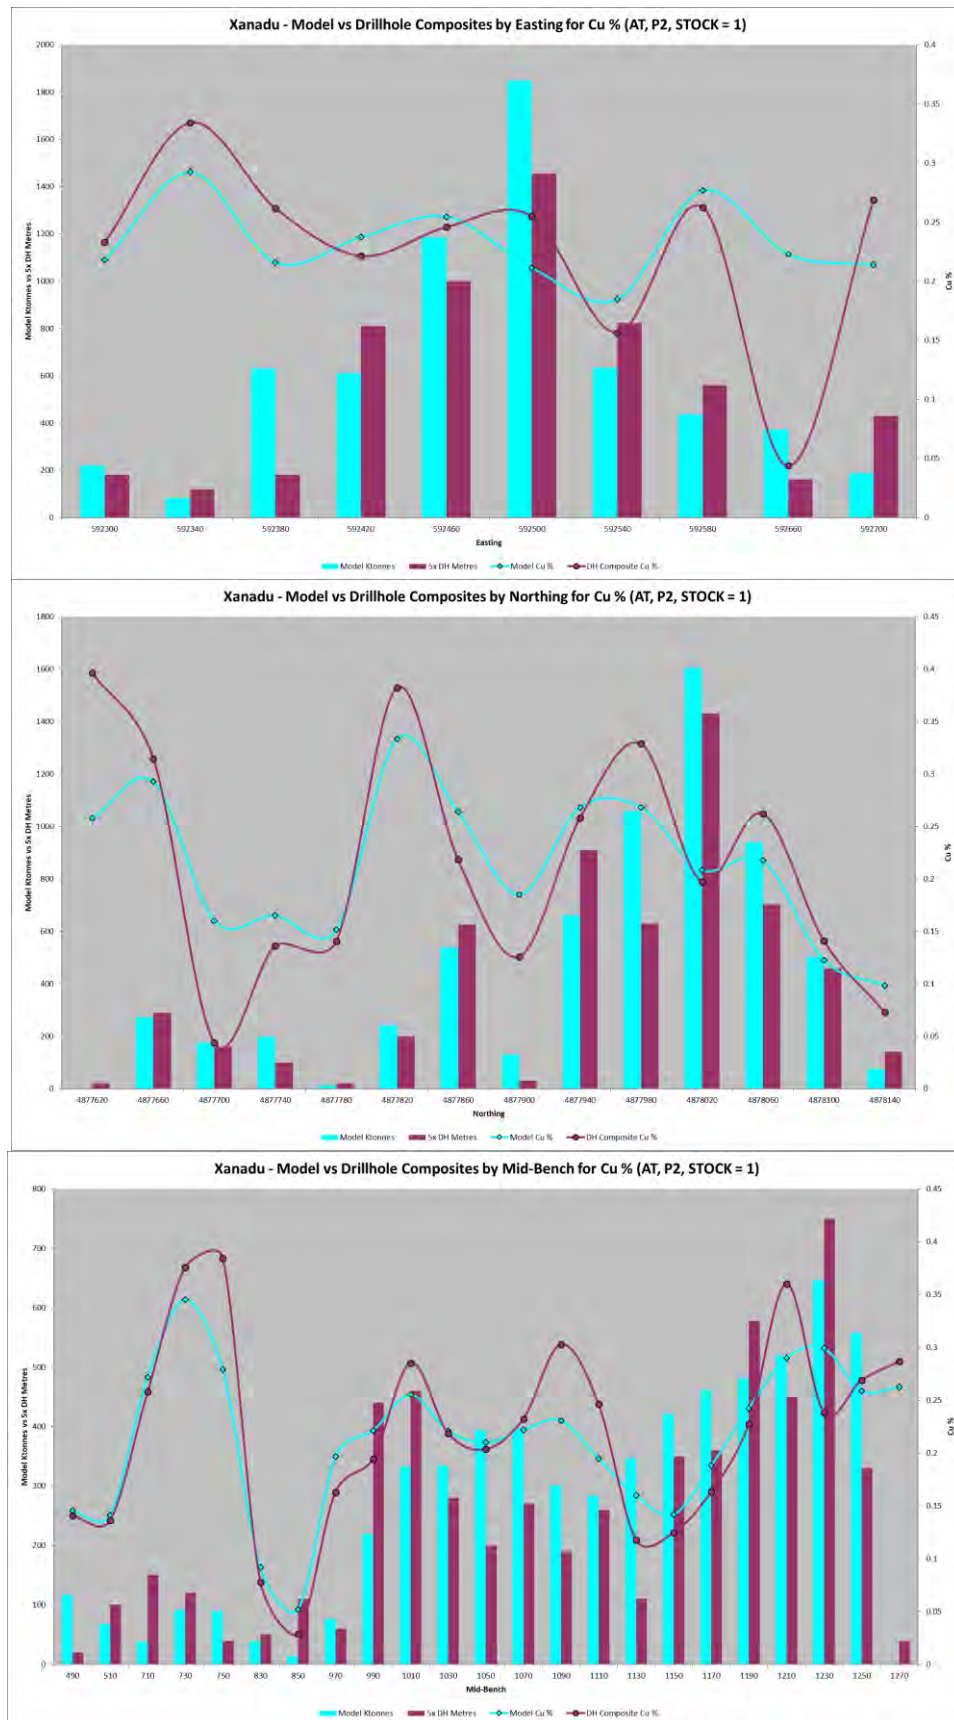 Xanadu - Model vs Drillhole Composites by Easting for Cu % (AT, P2, STOCK = 1)
2000 0.4
1800 0.35
1600 0.3
1400 0.25
1200
1000 0.2
800 0.15
600 0.1
400 0.05
200
0 0
Model Ktonnes vs 5x DH Metres
Cu %
592300 592340 592380 592420 592460 592500 592540 592580 592660 592700
Easting
Model Ktonnes 5x DH Metres Model Cu % DH Composite Cu %
Xanadu - Model vs Drillhole Composites by Northing for Cu % (AT, P2, STOCK = 1)
1800 0.45
1600 0.4
1400 0.35
1200 0.3
1000 0.25
800 0.2
600 0.15
400 0.1
200 0.05
0 0
Model Ktonnes vs 5x DH Metres
Cu %
4877620 4877660 4877700 4877740 4877780 4877820 4877860 4877900 4877940 4877980 4878020 4878060 4878100 4878140
Northing
Model Ktonnes 5x DH Metres Model Cu % DH Composite Cu %
Xanadu - Model vs Drillhole Composites by Mid-Bench for Cu % (AT, P2, STOCK = 1)
800 0.45
700 0.4
600 0.35
500 0.3
400 0.25
300 0.2
200 0.15
100 0.1
0 0.05
0
Model Ktonnes vs 5x DH Metres
Cu %
490 510 710 730 750 830 850 970 990 1010 1030 1050 1070 1090 1110 1130 1150 1170 1190 1210 1230 1250 1270
Mid-Bench
Model Ktonnes 5x DH Metres Model Cu % DH Composite Cu %